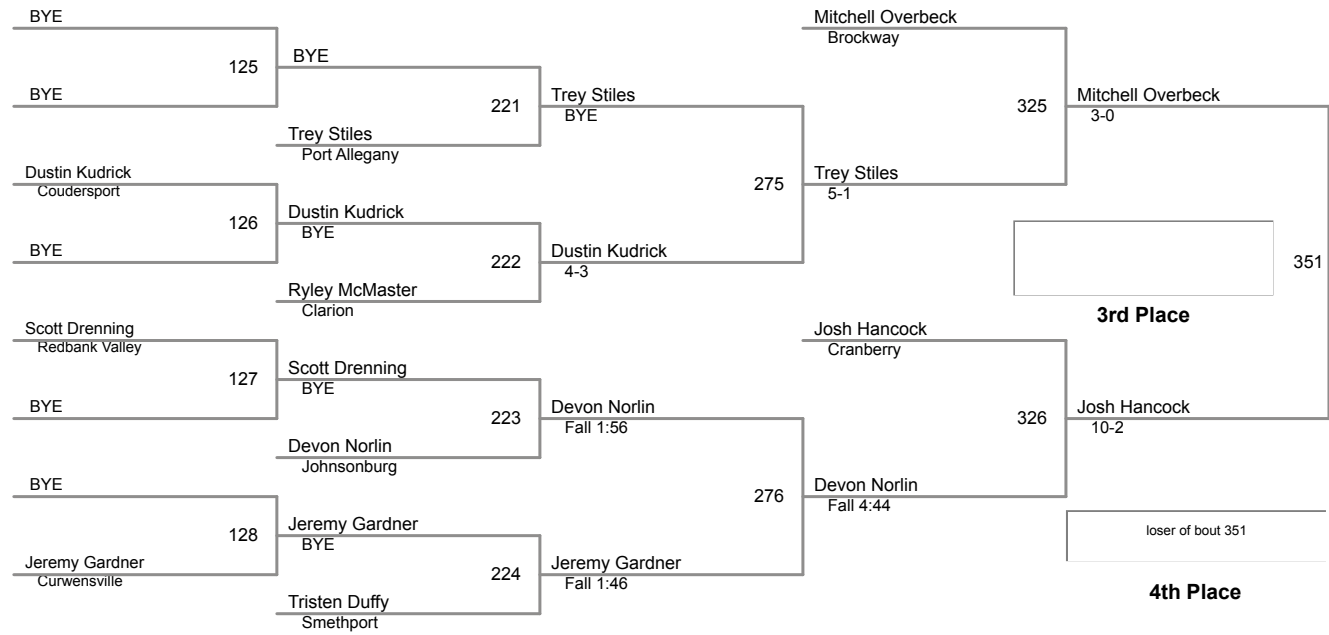 BYE
125
BYE
BYE
221
Trey Stiles
Port Allegany
Trey Stiles
BYE
Dustin Kudrick
Coudersport
126
BYE
Dustin Kudrick
BYE
222
Ryley McMaster
Clarion
Dustin Kudrick
4-3
275
Trey Stiles
5-1
Mitchell Overbeck
Brockway
325
Mitchell Overbeck
3-0
Scott Drenning
Redbank Valley
127
BYE
Scott Drenning
BYE
223
Devon Norlin
Johnsonburg
Devon Norlin
Fall 1:56
BYE
128
Jeremy Gardner
Curwensville
Jeremy Gardner
BYE
224
Tristen Duffy
Smethport
Jeremy Gardner
Fall 1:46
276
Devon Norlin
Fall 4:44
Josh Hancock
Cranberry
326
Josh Hancock
10-2
351
3rd Place
loser of bout 351
4th Place